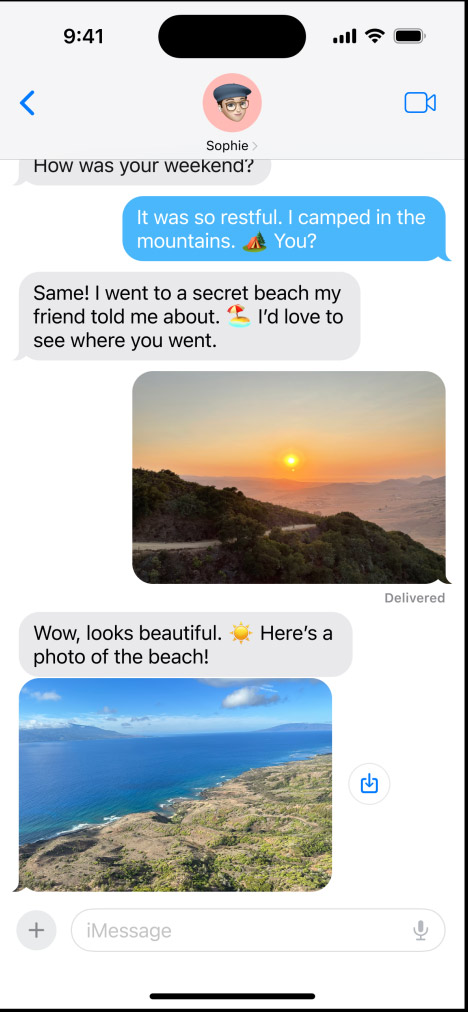 9:41
Sophie
How was your weekend?
It was so restful. I camped in the
mountains. 🏕️ You?
Same! I went to a secret beach my
friend told me about. 🏖️ I’d love to
see where you went.
Delivered
Wow, looks beautiful. ☀️ Here’s a
photo of the beach!
iMessage